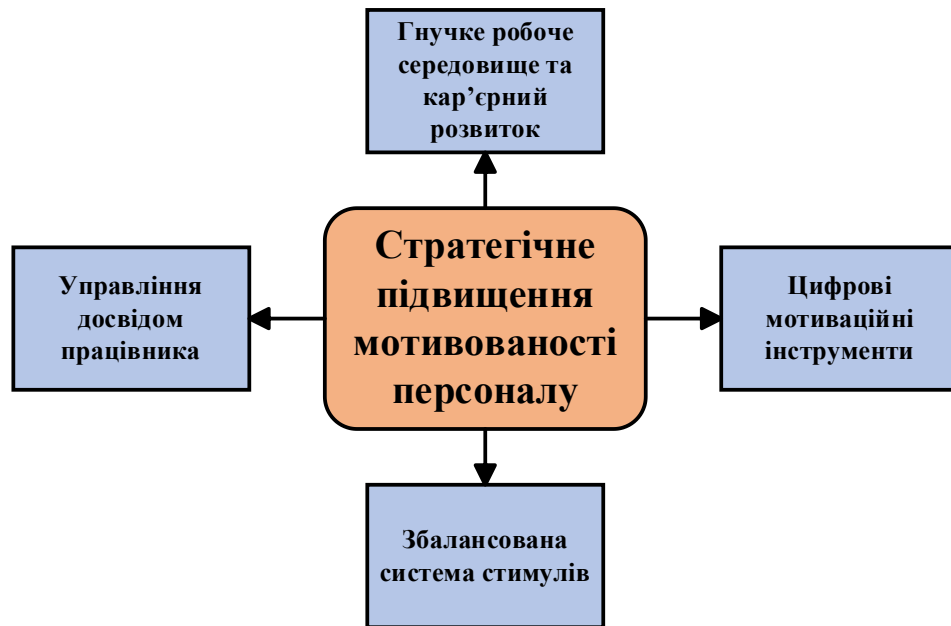 Гнучке робоче
середовище та
кар’єрний
розвиток
Управління
досвідом
працівника
Стратегічне
підвищення
мотивованості
персоналу
Цифрові
мотиваційні
інструменти
Збалансована
система стимулів